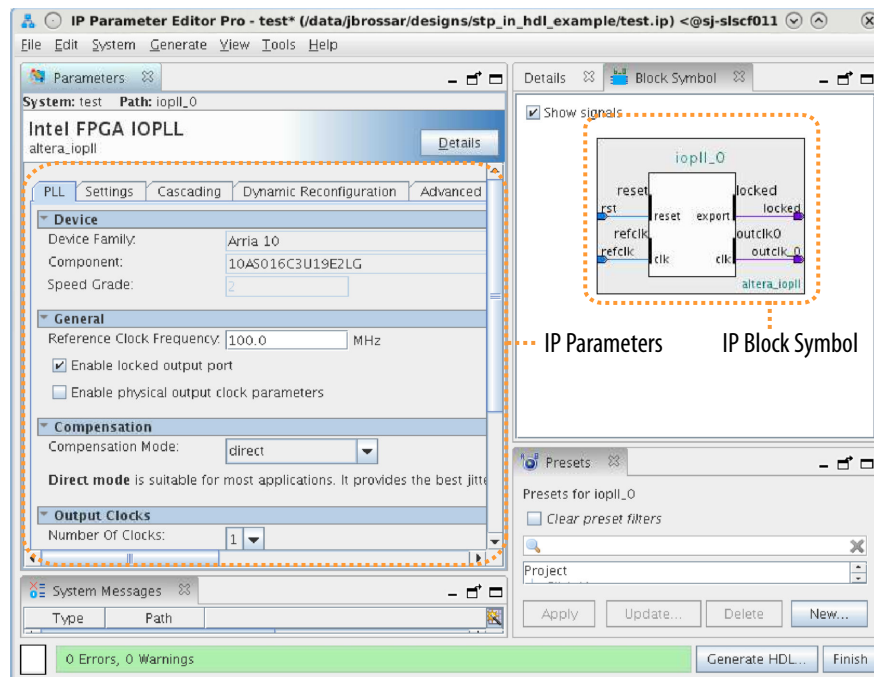 IP Parameter Editor Pro - test* (/data/jbrossar/designs/stp_in_hdl_example/test.ip) <@sj-slscf011
File Edit System Generate View Tools Help
Parameters
System: test Path: iopll_0
Intel FPGA IOPLL
altera_iopll
Details
PLL Settings Cascading Dynamic Reconfiguration Advanced
Device
Device Family: Arria 10
Component: 10AS016C3U19E2LG
Speed Grade: 2
General
Reference Clock Frequency: 100.0 MHz
Enable locked output port
Enable physical output clock parameters
Compensation
Compensation Mode: direct
Direct mode is suitable for most applications. It provides the best jitte
Output Clocks
Number Of Clocks: 1
System Messages
Type Path
0 Errors, 0 Warnings
Details Block Symbol
Show signals
iopll_0
reset locked
rst reset export locked
refclk outclk0
refclk clk clk outclk_0
altera_iopll
IP Parameters IP Block Symbol
Presets
Presets for iopll_0
Clear preset filters
Project
Apply Update... Delete New...
Generate HDL... Finish